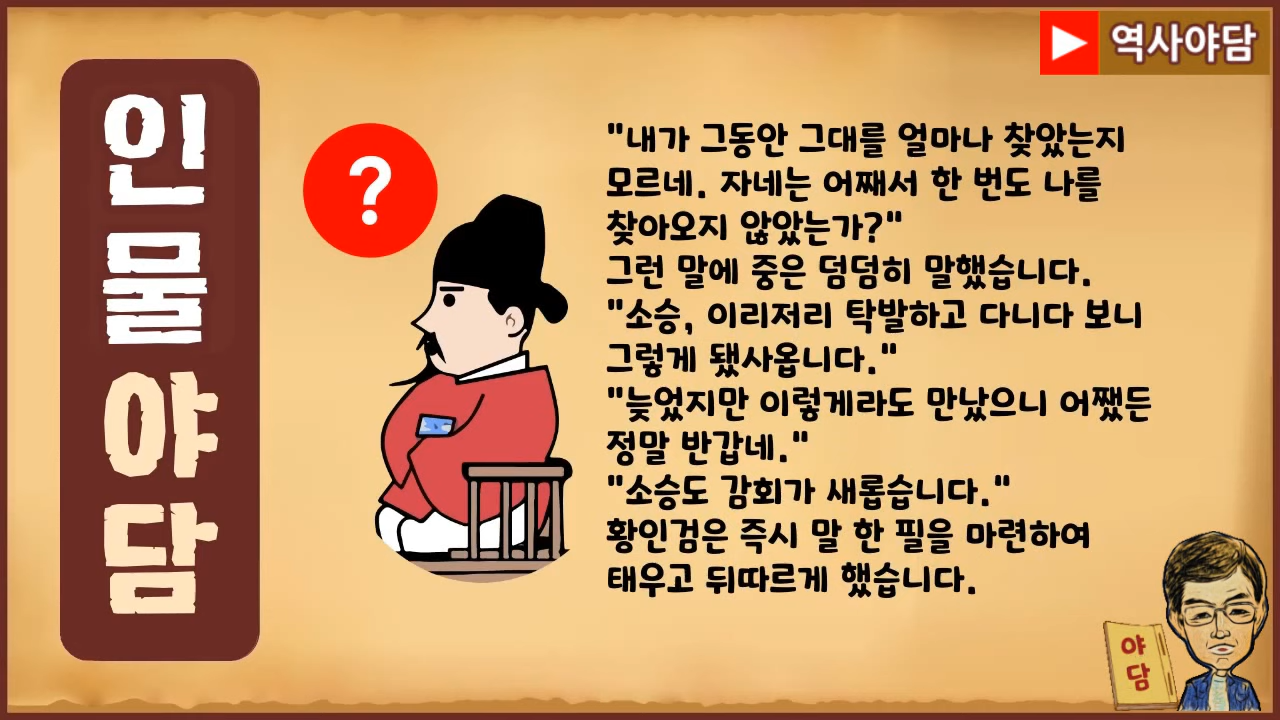 역사야담
인물야담
?
"내가 그동안 그대를 얼마나 찾았는지
모르네. 자네는 어째서 한 번도 나를
찾아오지 않았는가?"
그런 말에 중은 덤덤히 말했습니다.
"소승, 이리저리 탁발하고 다니다 보니
그렇게 됐사옵니다."
"늦었지만 이렇게라도 만났으니 어쨌든
정말 반갑네."
"소승도 감회가 새롭습니다."
황인검은 즉시 말 한 필을 마련하여
태우고 뒤따르게 했습니다.
야
담